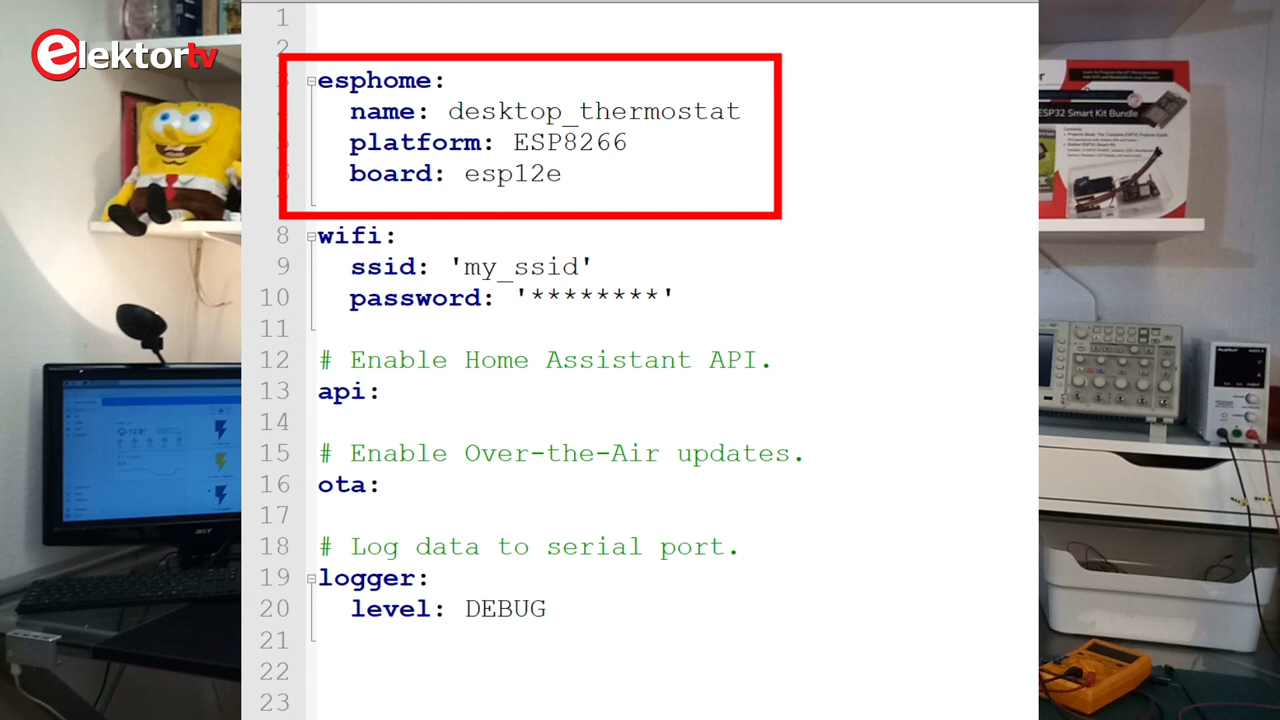 elektortv
1
2
esphome:
name: desktop_thermostat
platform: ESP8266
board: esp12e
8 wifi:
9 ssid: 'my_ssid'
10 password: '********'
11
12 # Enable Home Assistant API.
13 api:
14
15 # Enable Over-the-Air updates.
16 ota:
17
18 # Log data to serial port.
19 logger:
20 level: DEBUG
21
22
23
ESP32 Smart Kit Bundle
acer